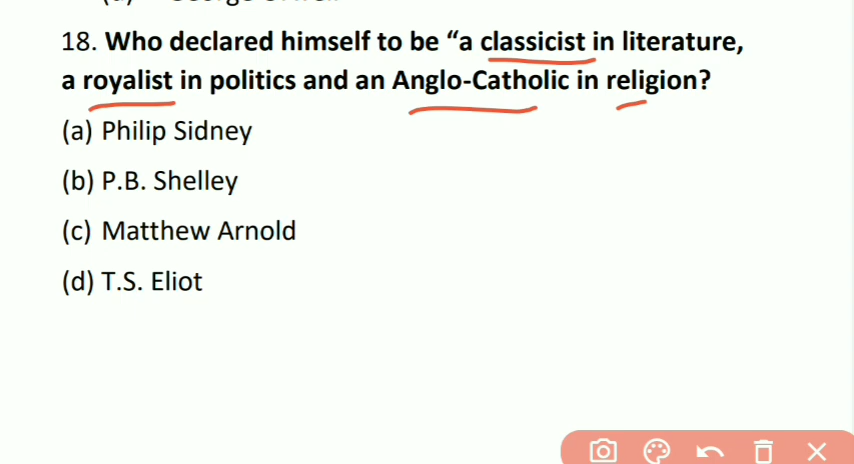 18. Who declared himself to be “a classicist in literature,
a royalist in politics and an Anglo-Catholic in religion?
(a) Philip Sidney
(b) P.B. Shelley
(c) Matthew Arnold
(d) T.S. Eliot